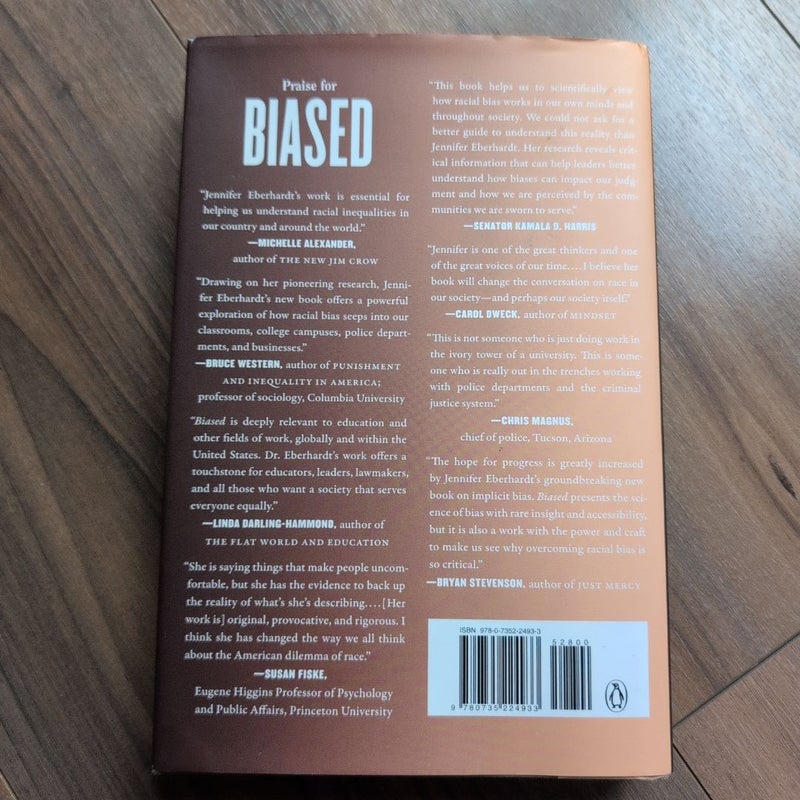 Praise for
BIASED
"Jennifer Eberhardt's work is essential for
helping us understand racial inequalities in
our country and around the world."
—MICHELLE ALEXANDER,
author of THE NEW JIM CROW
"Drawing on her pioneering research, Jenni-
fer Eberhardt's new book offers a powerful
exploration of how racial bias seeps into our
classrooms, college campuses, police depart-
ments, and businesses."
—BRUCE WESTERN, author of PUNISHMENT
AND INEQUALITY IN AMERICA;
professor of sociology, Columbia University
"Biased is deeply relevant to education and
other fields of work, globally and within the
United States. Dr. Eberhardt's work offers a
touchstone for educators, leaders, lawmakers,
and all those who want a society that serves
everyone equally."
—LINDA DARLING-HAMMOND, author of
THE FLAT WORLD AND EDUCATION
"She is saying things that make people uncom-
fortable, but she has the evidence to back up
the reality of what's she's describing.... [Her
work is] original, provocative, and rigorous. I
think she has changed the way we all think
about the American dilemma of race."
—SUSAN FISKE,
Eugene Higgins Professor of Psychology
and Public Affairs, Princeton University
"This book helps us to scientifically view
how racial bias works in our own minds and
throughout society. We could not ask for a
better guide to understand this reality than
Jennifer Eberhardt. Her research reveals crit-
ical information that can help leaders better
understand how biases can impact our judg-
ment and how we are perceived by the com-
munities we are sworn to serve."
—SENATOR KAMALA D. HARRIS
"Jennifer is one of the great thinkers and one
of the great voices of our time.... I believe her
book will change the conversation on race in
our society—and perhaps our society itself."
—CAROL DWECK, author of MINDSET
"This is not someone who is just doing work in
the ivory tower of a university. This is some-
one who is really out in the trenches working
with police departments and the criminal
justice system."
—CHRIS MAGNUS,
chief of police, Tucson, Arizona
"The hope for progress is greatly increased
by Jennifer Eberhardt's groundbreaking new
book on implicit bias. Biased presents the sci-
ence of bias with rare insight and accessibility,
but it is also a work with the power and craft
to make us see why overcoming racial bias is
so critical."
—BRYAN STEVENSON, author of JUST MERCY
ISBN 978-0-7352-2493-3
52800
9 780735 224933